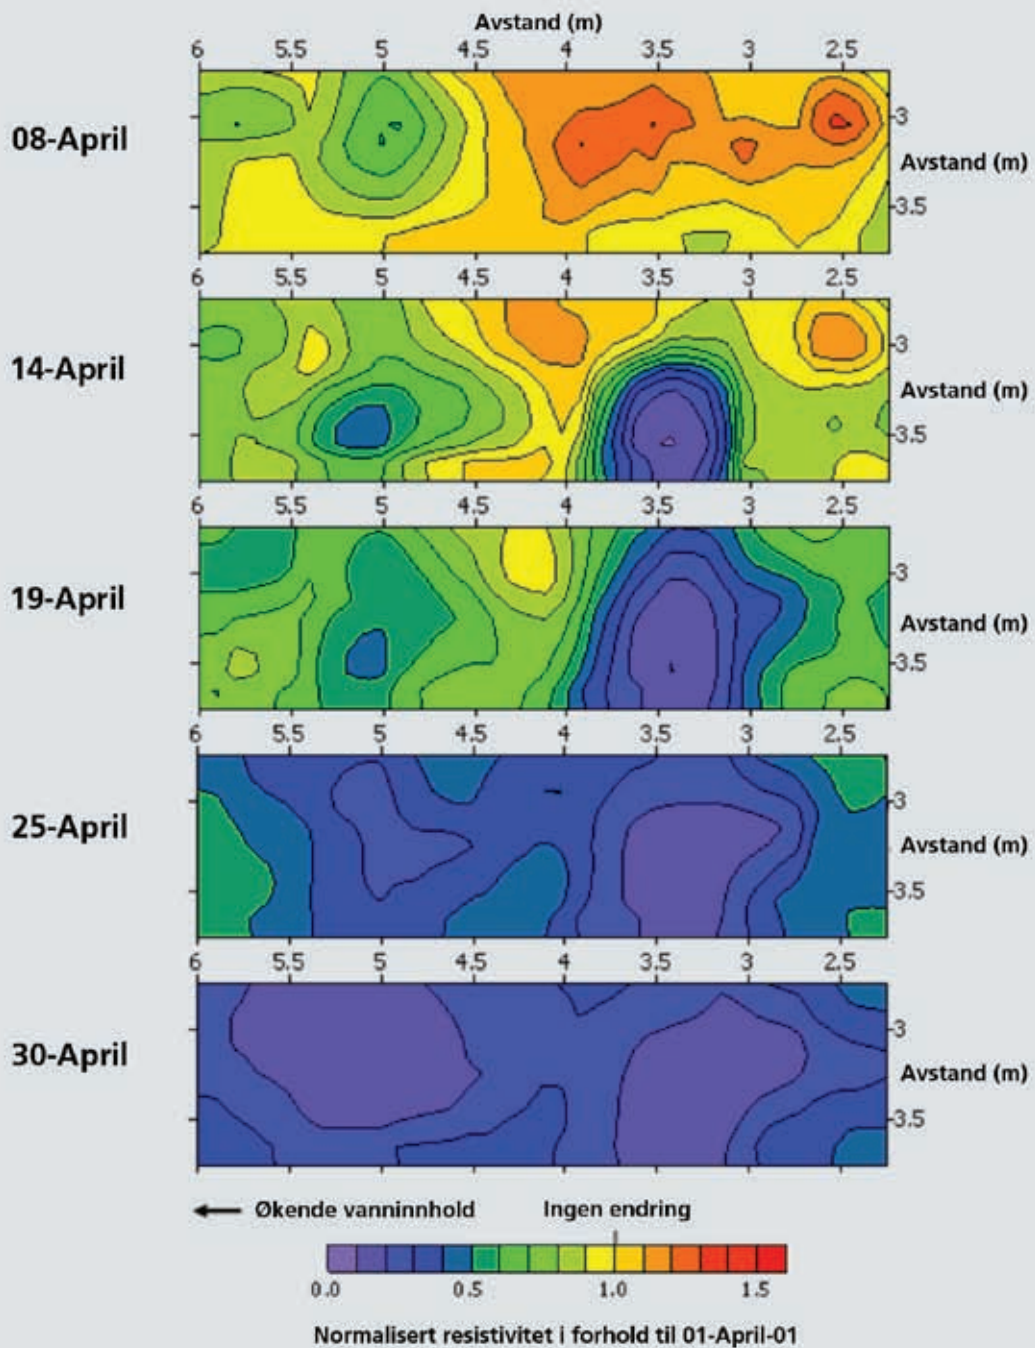 Avstand (m)
6 5.5 5 4.5 4 3.5 3 2.5
08-April
3
Avstand (m)
3.5
6 5.5 5 4.5 4 3.5 3 2.5
14-April
3
Avstand (m)
3.5
6 5.5 5 4.5 4 3.5 3 2.5
19-April
3
Avstand (m)
3.5
6 5.5 5 4.5 4 3.5 3 2.5
25-April
3
Avstand (m)
3.5
6 5.5 5 4.5 4 3.5 3 2.5
30-April
3
Avstand (m)
3.5
Økende vanninnhold Ingen endring
0.0 0.5 1.0 1.5
Normalisert resistivitet i forhold til 01-April-01